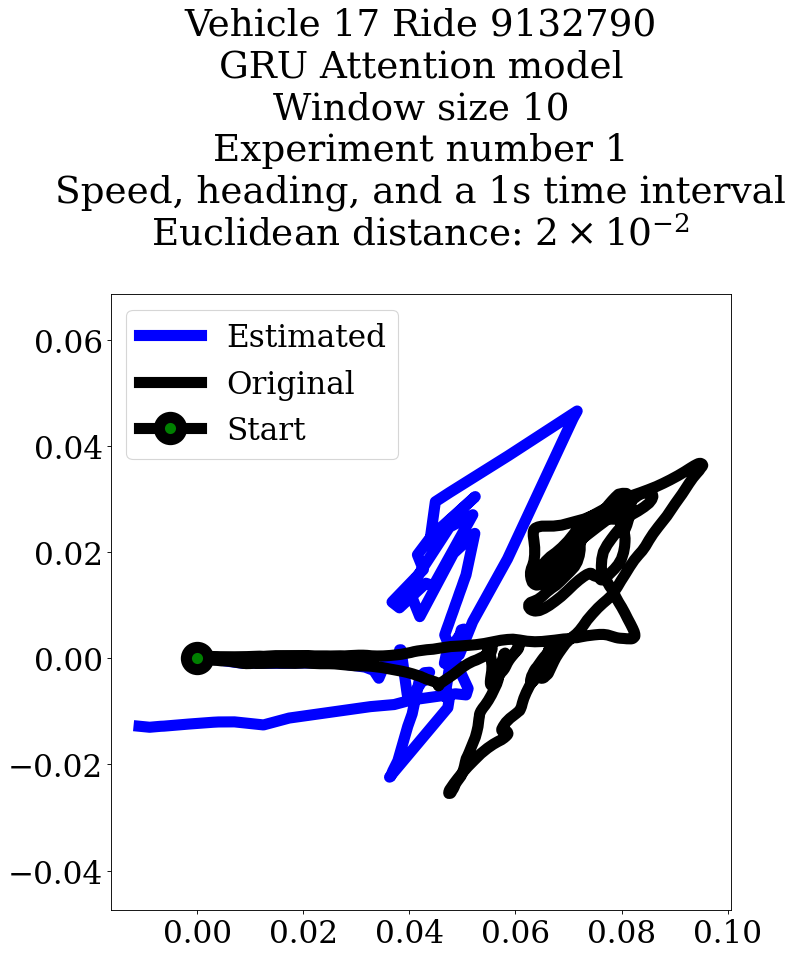 Vehicle 17 Ride 9132790
GRU Attention model
Window size 10
Experiment number 1
Speed, heading, and a 1s time interval
Euclidean distance: 2 × 10⁻²
Estimated
Original
Start
0.06
0.04
0.02
0.00
−0.02
−0.04
0.00 0.02 0.04 0.06 0.08 0.10